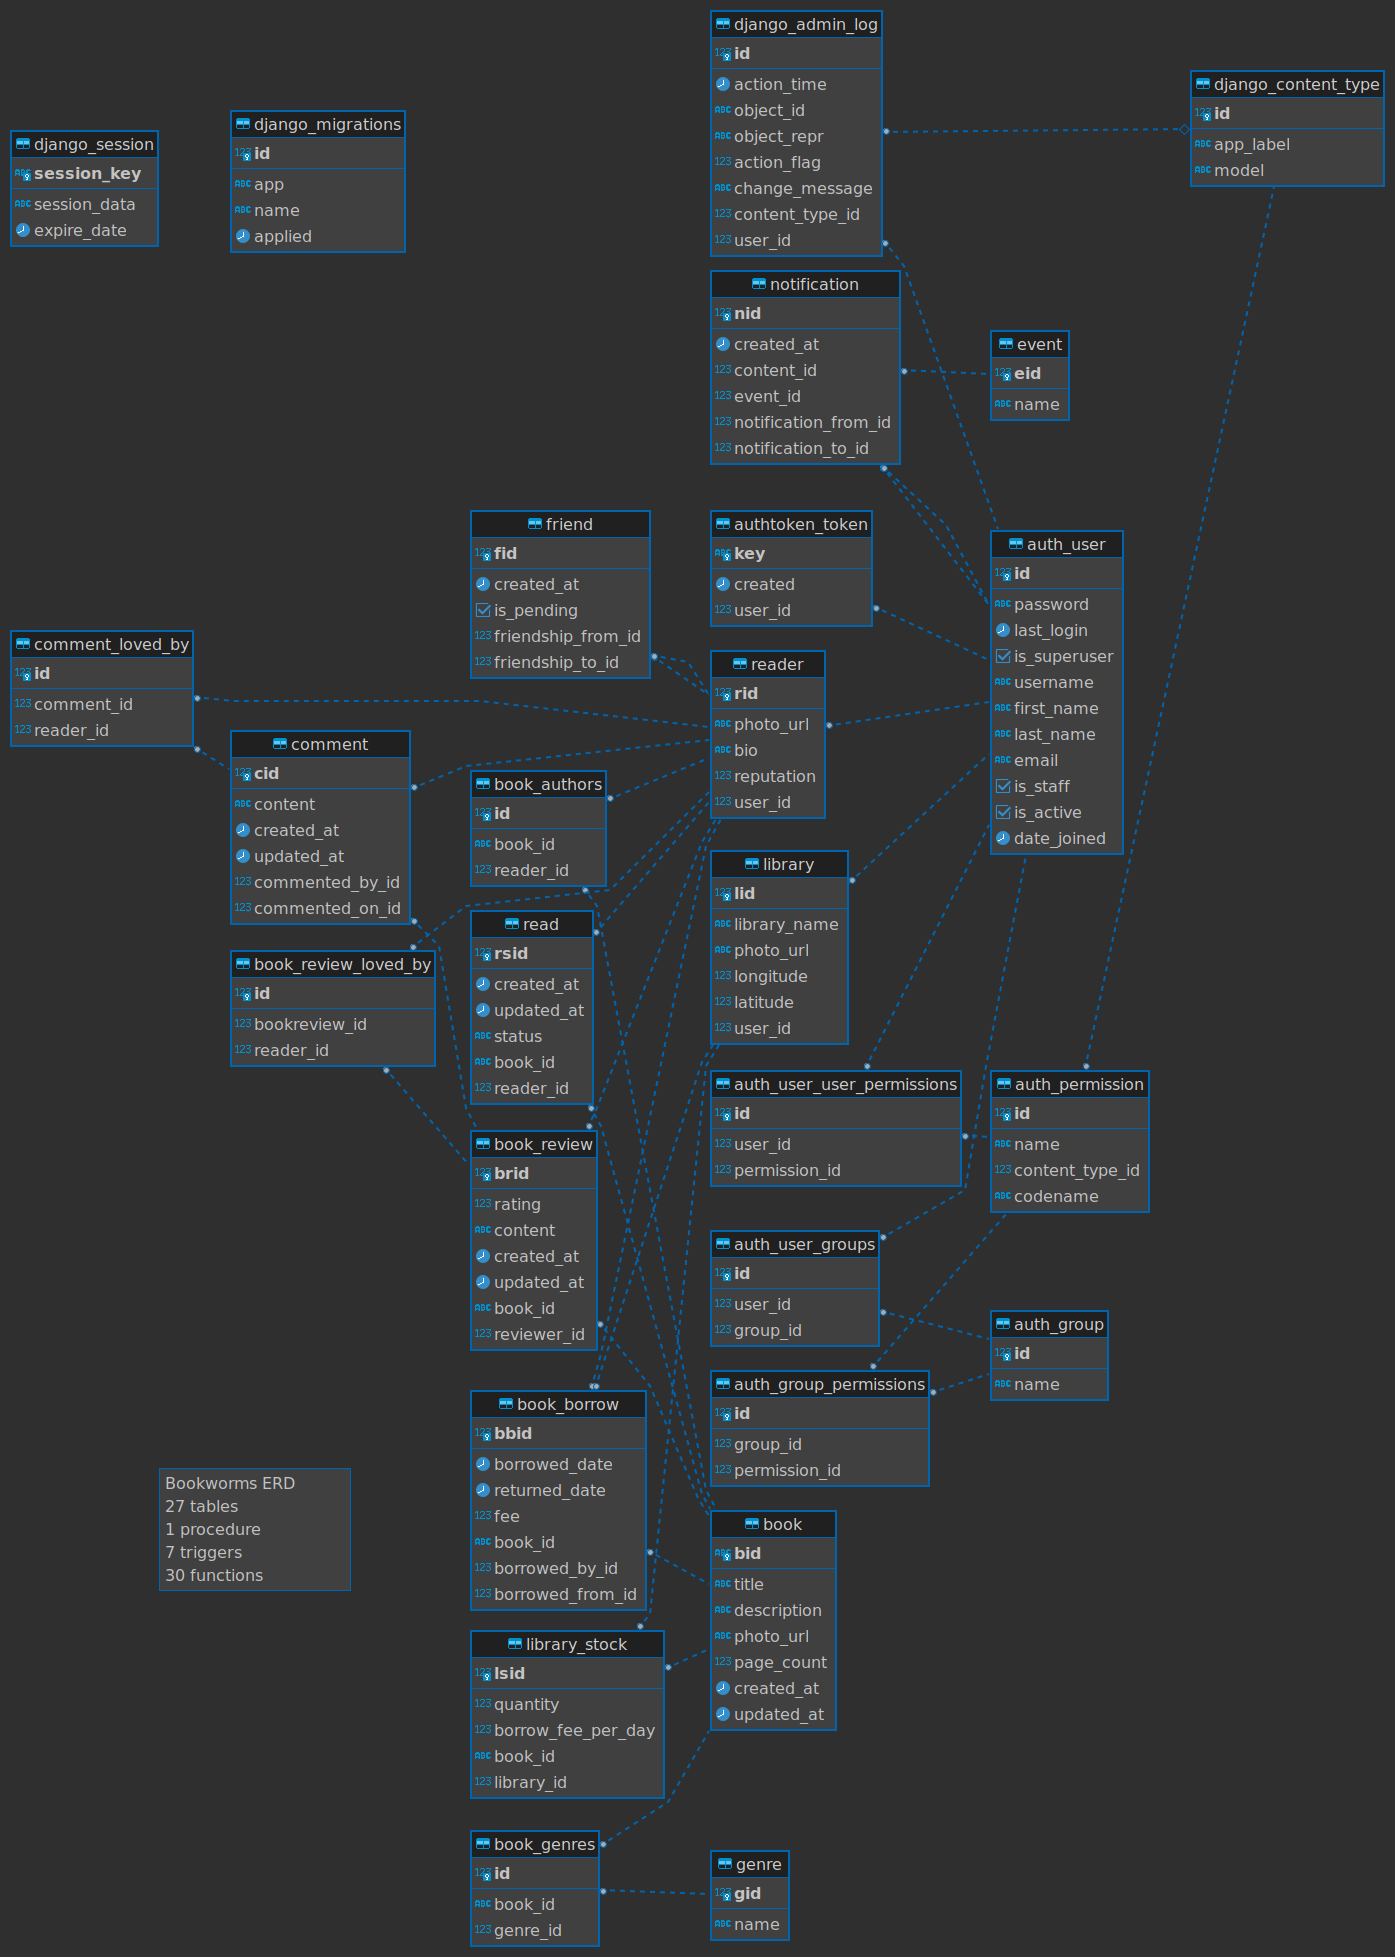 django_admin_log
id
action_time
object_id
object_repr
action_flag
change_message
content_type_id
user_id
django_content_type
id
app_label
model
django_migrations
id
app
name
applied
django_session
session_key
session_data
expire_date
notification
nid
created_at
content_id
event_id
notification_from_id
notification_to_id
event
eid
name
friend
fid
created_at
is_pending
friendship_from_id
friendship_to_id
authtoken_token
key
created
user_id
auth_user
id
password
last_login
is_superuser
username
first_name
last_name
email
is_staff
is_active
date_joined
comment_loved_by
id
comment_id
reader_id
reader
rid
photo_url
bio
reputation
user_id
comment
cid
content
created_at
updated_at
commented_by_id
commented_on_id
book_authors
id
book_id
reader_id
library
lid
library_name
photo_url
longitude
latitude
user_id
read
rsid
created_at
updated_at
status
book_id
reader_id
book_review_loved_by
id
bookreview_id
reader_id
auth_user_user_permissions
id
user_id
permission_id
auth_permission
id
name
content_type_id
codename
book_review
brid
rating
content
created_at
updated_at
book_id
reviewer_id
auth_user_groups
id
user_id
group_id
auth_group
id
name
auth_group_permissions
id
group_id
permission_id
book_borrow
bbid
borrowed_date
returned_date
fee
book_id
borrowed_by_id
borrowed_from_id
Bookworms ERD
27 tables
1 procedure
7 triggers
30 functions
book
bid
title
description
photo_url
page_count
created_at
updated_at
library_stock
lsid
quantity
borrow_fee_per_day
book_id
library_id
book_genres
id
book_id
genre_id
genre
gid
name